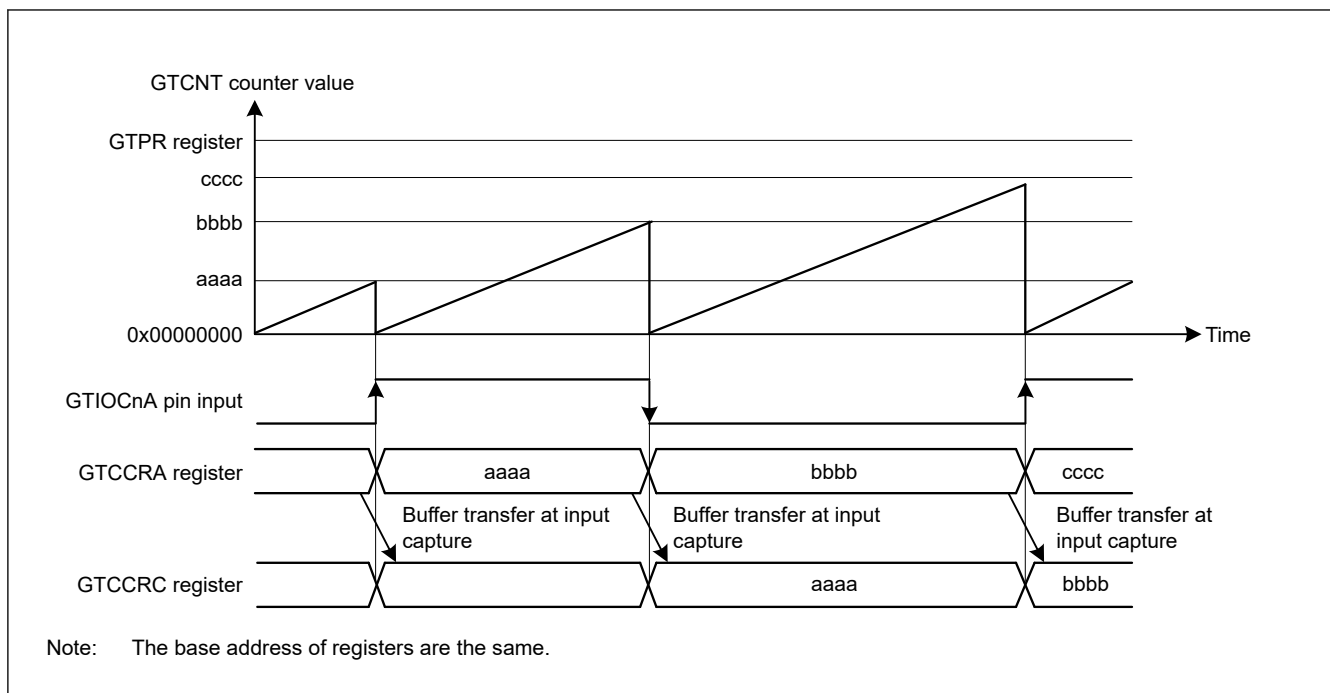 GTCNT counter value
GTPR register
cccc
bbbb
aaaa
0x00000000
Time
GTIOCnA pin input
GTCCRA register
aaaa
bbbb
cccc
Buffer transfer at input
capture
Buffer transfer at input
capture
Buffer transfer at
input capture
GTCCRC register
aaaa
bbbb
Note: The base address of registers are the same.